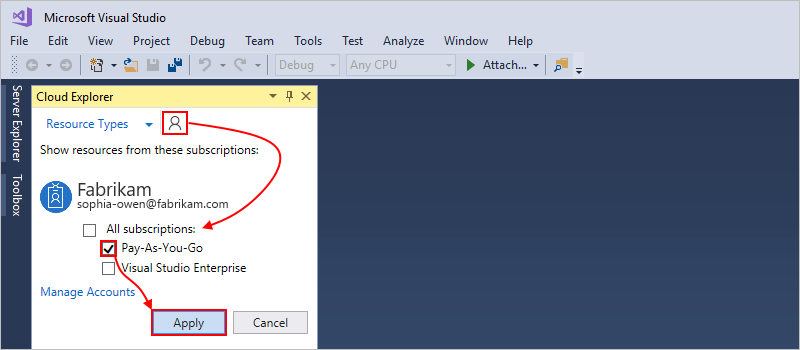 Microsoft Visual Studio
File Edit View Project Debug Team Tools Test Analyze Window Help
Debug Any CPU Attach...
Server Explorer
Toolbox
Cloud Explorer
Resource Types
Show resources from these subscriptions:
Fabrikam
sophia-owen@fabrikam.com
All subscriptions:
Pay-As-You-Go
Visual Studio Enterprise
Manage Accounts
Apply Cancel